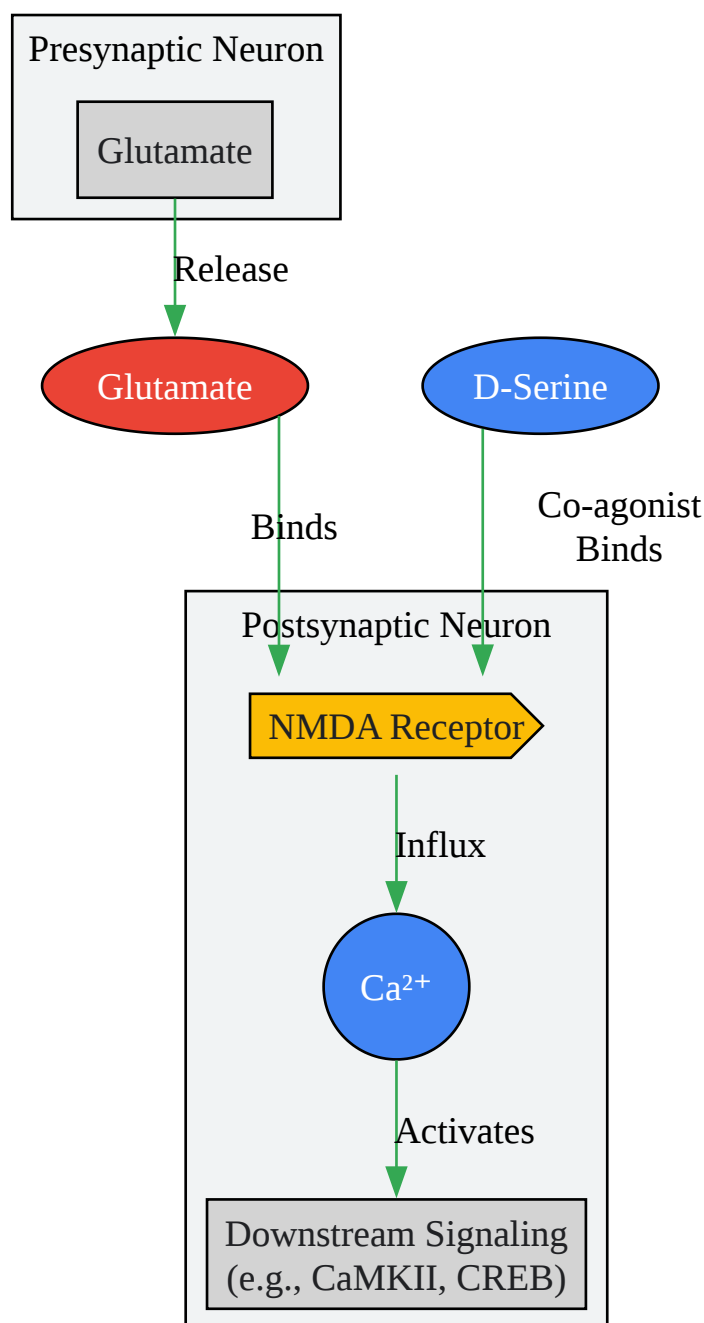 Presynaptic Neuron
Glutamate
Release
Glutamate
D-Serine
Binds
Co-agonist
Binds
Postsynaptic Neuron
NMDA Receptor
Influx
Ca²⁺
Activates
Downstream Signaling
(e.g., CaMKII, CREB)